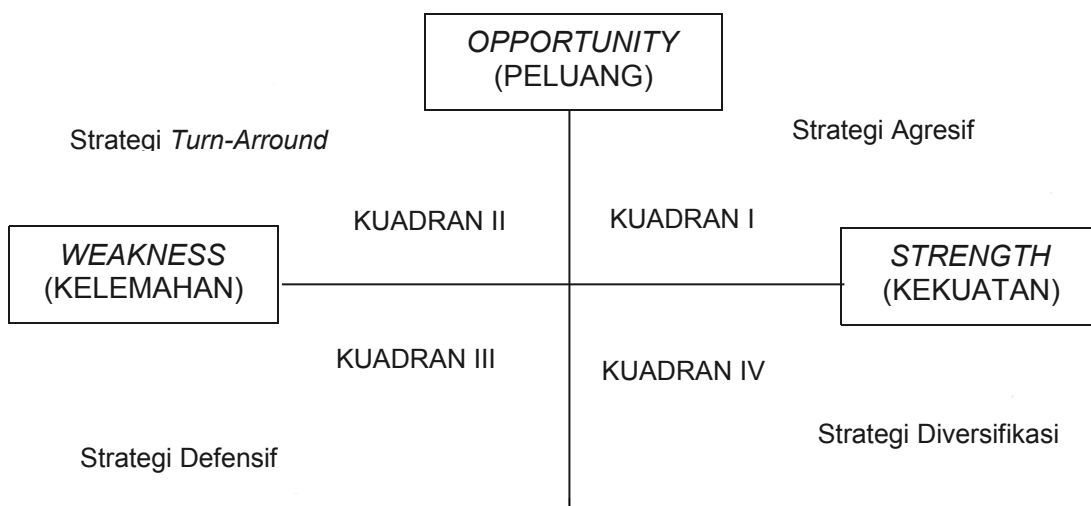 OPPORTUNITY
(PELUANG)
Strategi Turn-Arround
Strategi Agresif
KUADRAN II
KUADRAN I
WEAKNESS
(KELEMAHAN)
STRENGTH
(KEKUATAN)
KUADRAN III
KUADRAN IV
Strategi Defensif
Strategi Diversifikasi